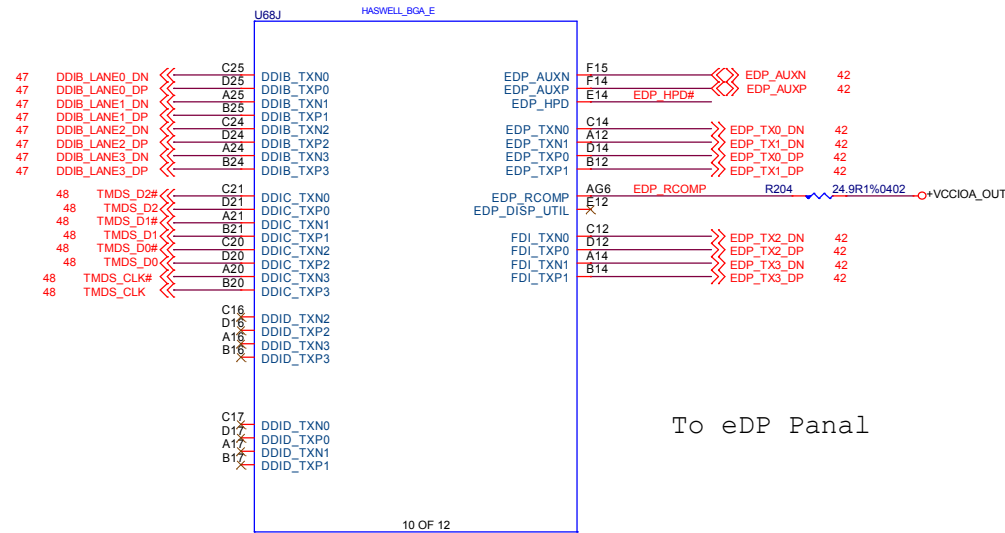 U68J HASWELL_BGA_E
47 DDIB_LANE0_DN C25 DDIB_TXN0
47 DDIB_LANE0_DP D25 DDIB_TXP0
47 DDIB_LANE1_DN A25 DDIB_TXN1
47 DDIB_LANE1_DP B25 DDIB_TXP1
47 DDIB_LANE2_DN C24 DDIB_TXN2
47 DDIB_LANE2_DP D24 DDIB_TXP2
47 DDIB_LANE3_DN A24 DDIB_TXN3
47 DDIB_LANE3_DP B24 DDIB_TXP3
48 TMDS_D2# C21 DDIC_TXN0
48 TMDS_D2 D21 DDIC_TXP0
48 TMDS_D1# A21 DDIC_TXN1
48 TMDS_D1 B21 DDIC_TXP1
48 TMDS_D0# C20 DDIC_TXN2
48 TMDS_D0 D20 DDIC_TXP2
48 TMDS_CLK# A20 DDIC_TXN3
48 TMDS_CLK B20 DDIC_TXP3
C16 DDID_TXN2
D16 DDID_TXP2
A16 DDID_TXN3
B16 DDID_TXP3
C17 DDID_TXN0
D17 DDID_TXP0
A17 DDID_TXN1
B17 DDID_TXP1
EDP_AUXN F15 EDP_AUXN 42
EDP_AUXP F14 EDP_AUXP 42
EDP_HPD E14 EDP_HPD#
EDP_TXN0 C14 EDP_TX0_DN 42
EDP_TXN1 A12 EDP_TX1_DN 42
EDP_TXP0 D14 EDP_TX0_DP 42
EDP_TXP1 B12 EDP_TX1_DP 42
EDP_RCOMP AG6 EDP_RCOMP R204 24.9R1%0402 +VCCIOA_OUT
EDP_DISP_UTIL E12
FDI_TXN0 C12 EDP_TX2_DN 42
FDI_TXP0 D12 EDP_TX2_DP 42
FDI_TXN1 A14 EDP_TX3_DN 42
FDI_TXP1 B14 EDP_TX3_DP 42
To eDP Panal
10 OF 12